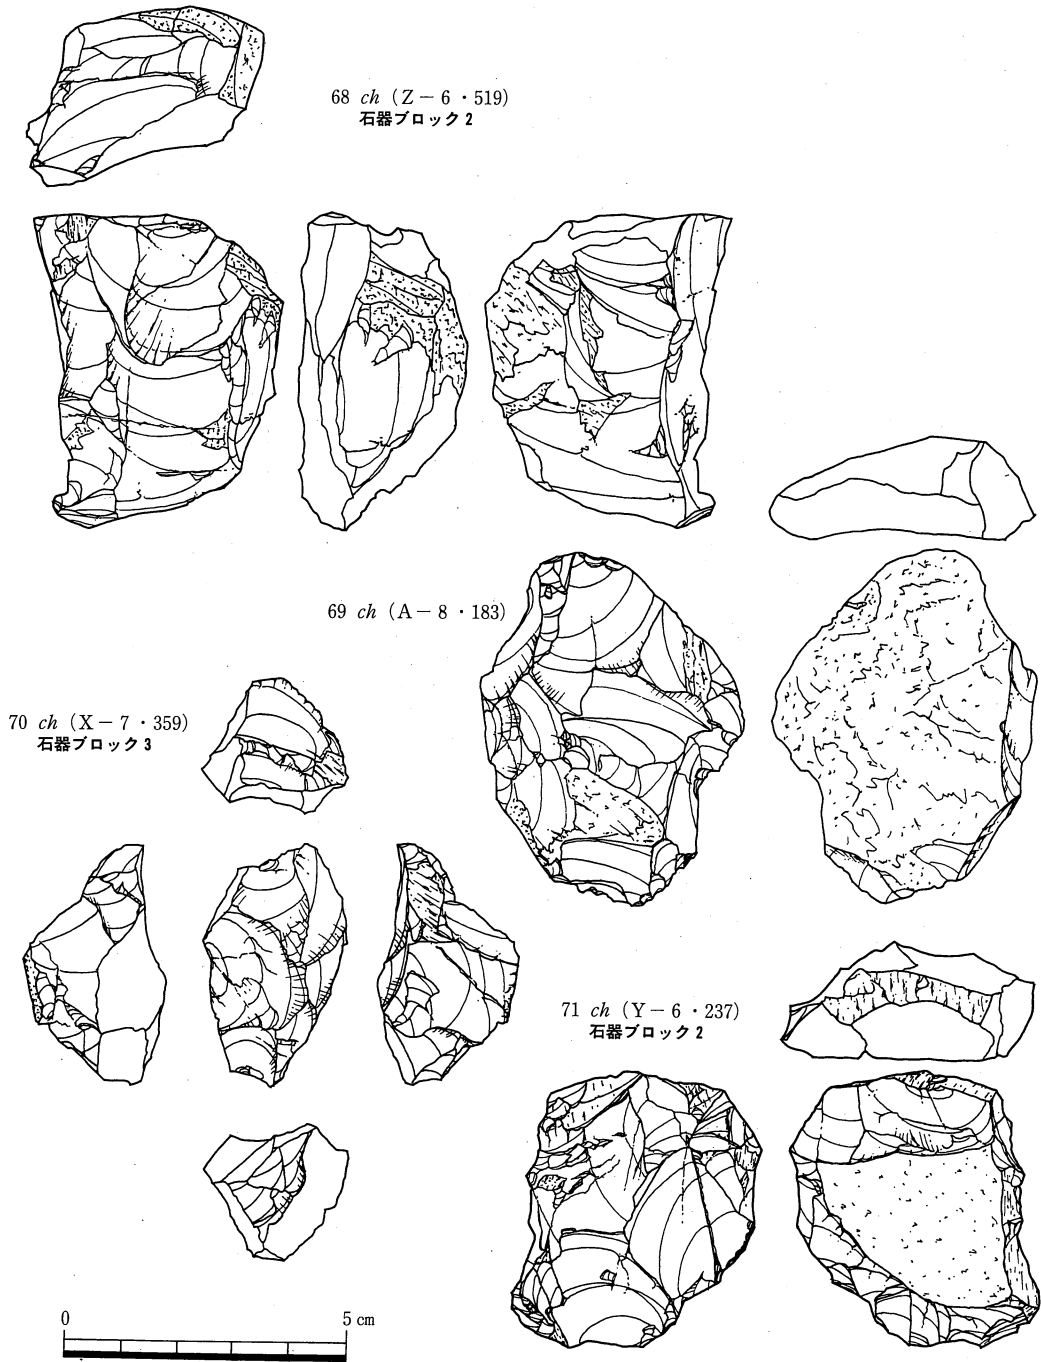 68 ch (Z－6・519)
石器ブロック2
69 ch (A－8・183)
70 ch (X－7・359)
石器ブロック3
71 ch (Y－6・237)
石器ブロック2
0 5 cm